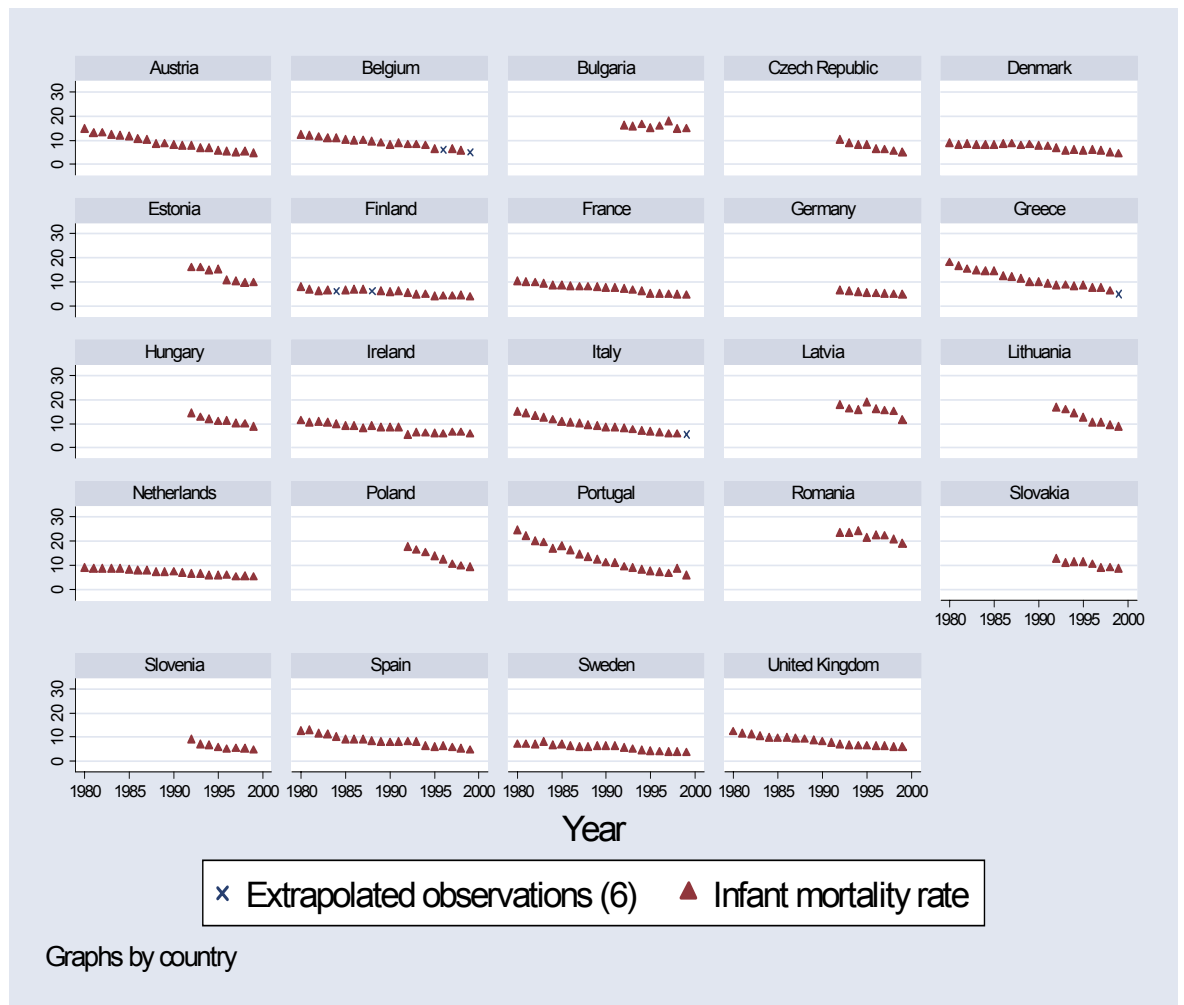 Austria Belgium Bulgaria Czech Republic Denmark
30
20
10
0
Estonia Finland France Germany Greece
30
20
10
0
Hungary Ireland Italy Latvia Lithuania
30
20
10
0
Netherlands Poland Portugal Romania Slovakia
30
20
10
0
1980 1985 1990 1995 2000
Slovenia Spain Sweden United Kingdom
30
20
10
0
1980 1985 1990 1995 2000 1980 1985 1990 1995 2000 1980 1985 1990 1995 2000 1980 1985 1990 1995 2000
Year
Extrapolated observations (6) Infant mortality rate
Graphs by country